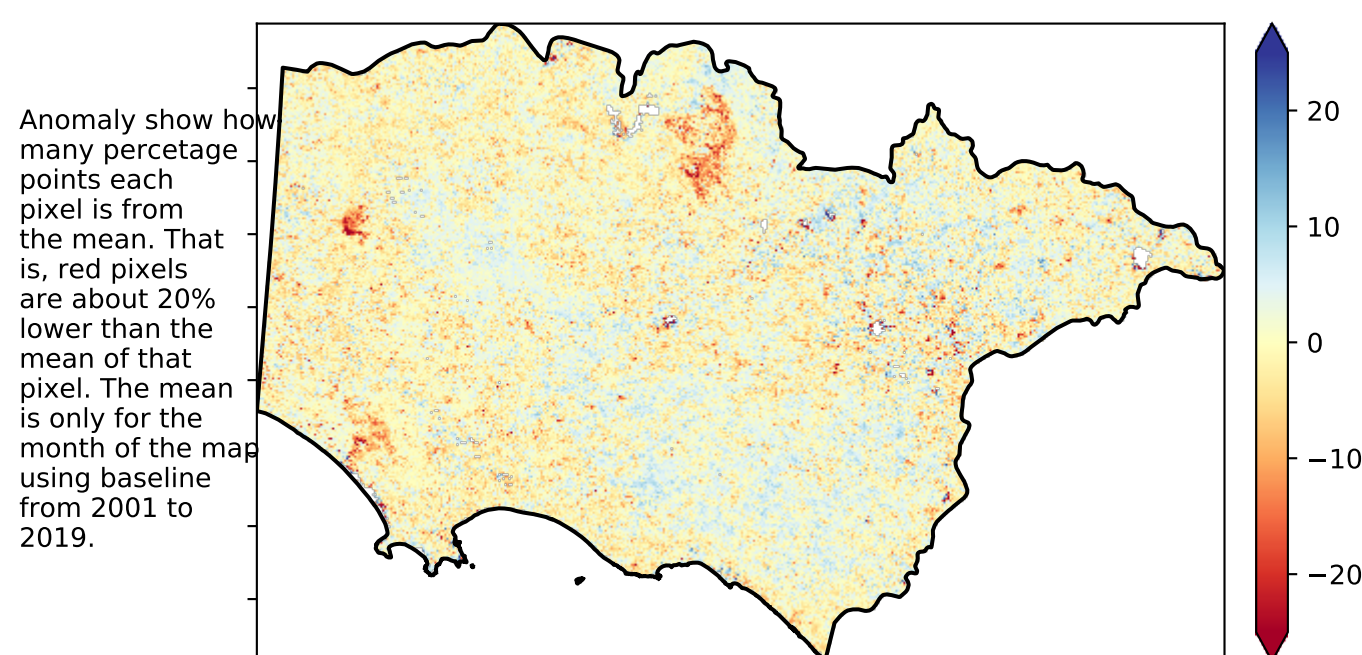 Anomaly show how
many percetage
points each
pixel is from
the mean. That
is, red pixels
are about 20%
lower than the
mean of that
pixel. The mean
is only for the
month of the map
using baseline
from 2001 to
2019.
20
10
0
−10
−20